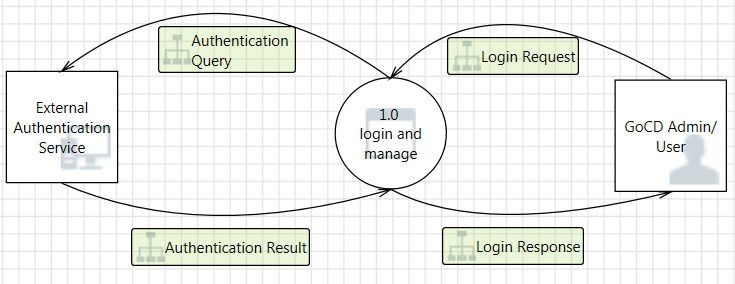 Authentication
Query
Login Request
External
Authentication
Service
1.0
login and
manage
GoCD Admin/
User
Authentication Result
Login Response